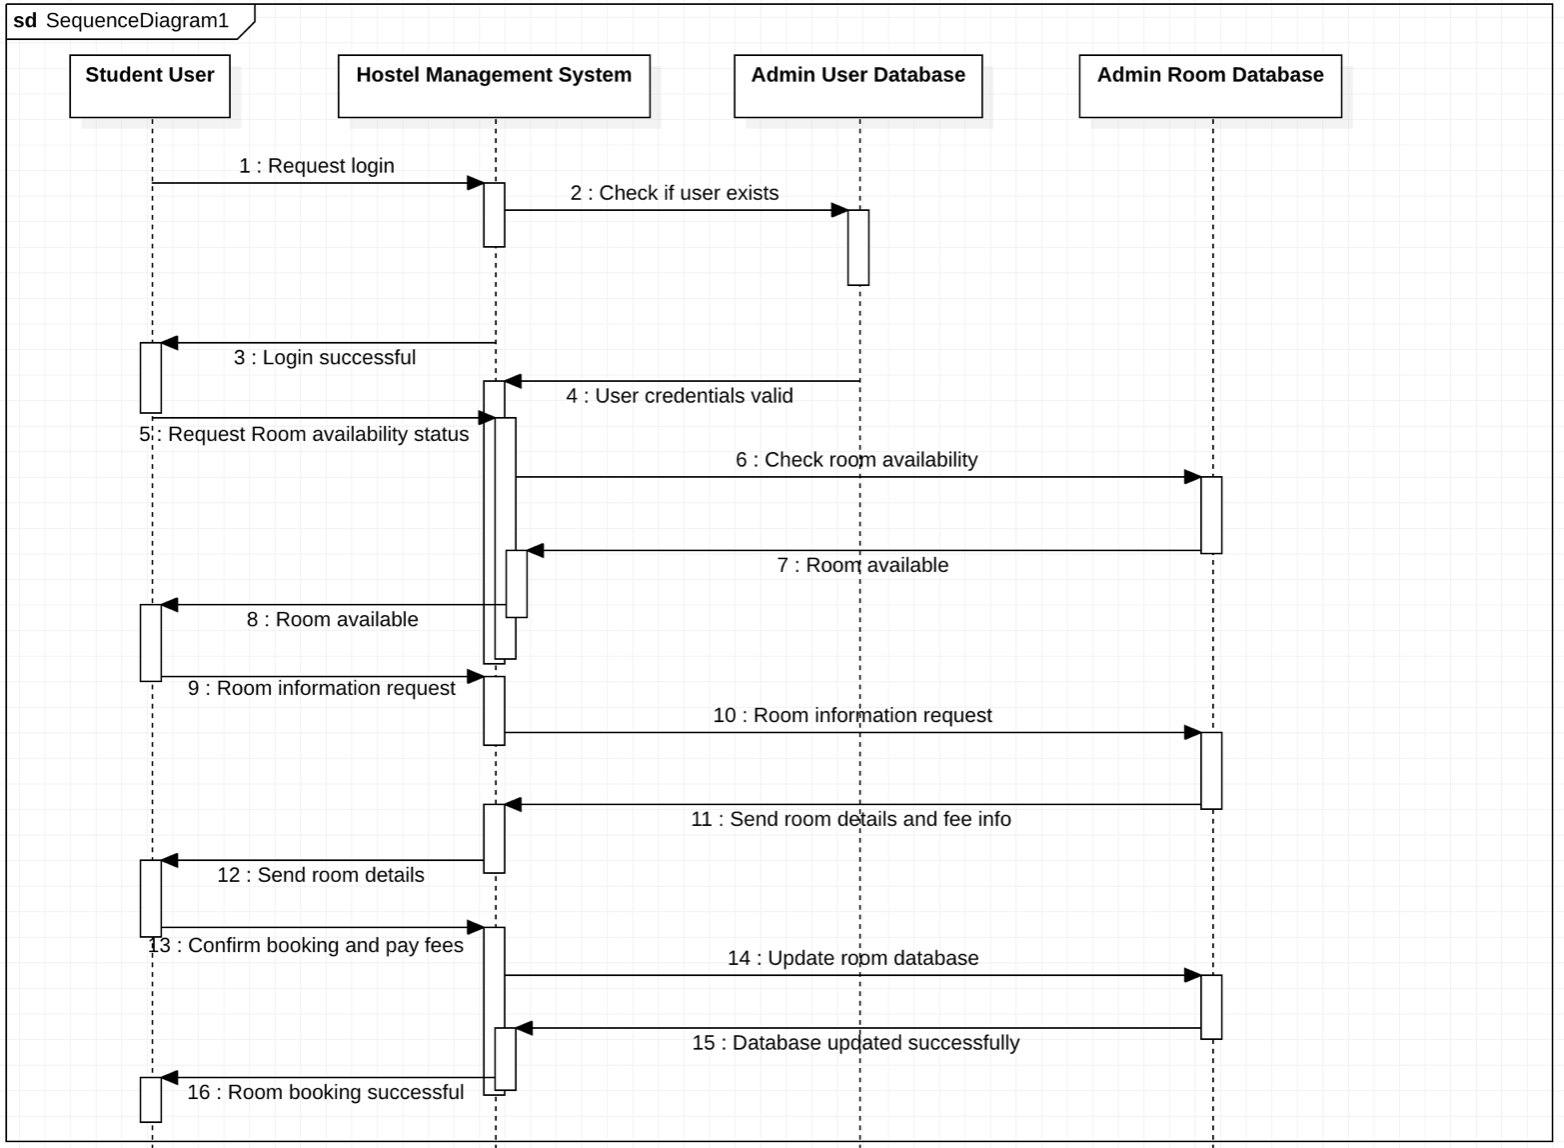 sd SequenceDiagram1
Student User
Hostel Management System
Admin User Database
Admin Room Database
1 : Request login
2 : Check if user exists
3 : Login successful
4 : User credentials valid
5 : Request Room availability status
6 : Check room availability
7 : Room available
8 : Room available
9 : Room information request
10 : Room information request
11 : Send room details and fee info
12 : Send room details
13 : Confirm booking and pay fees
14 : Update room database
15 : Database updated successfully
16 : Room booking successful